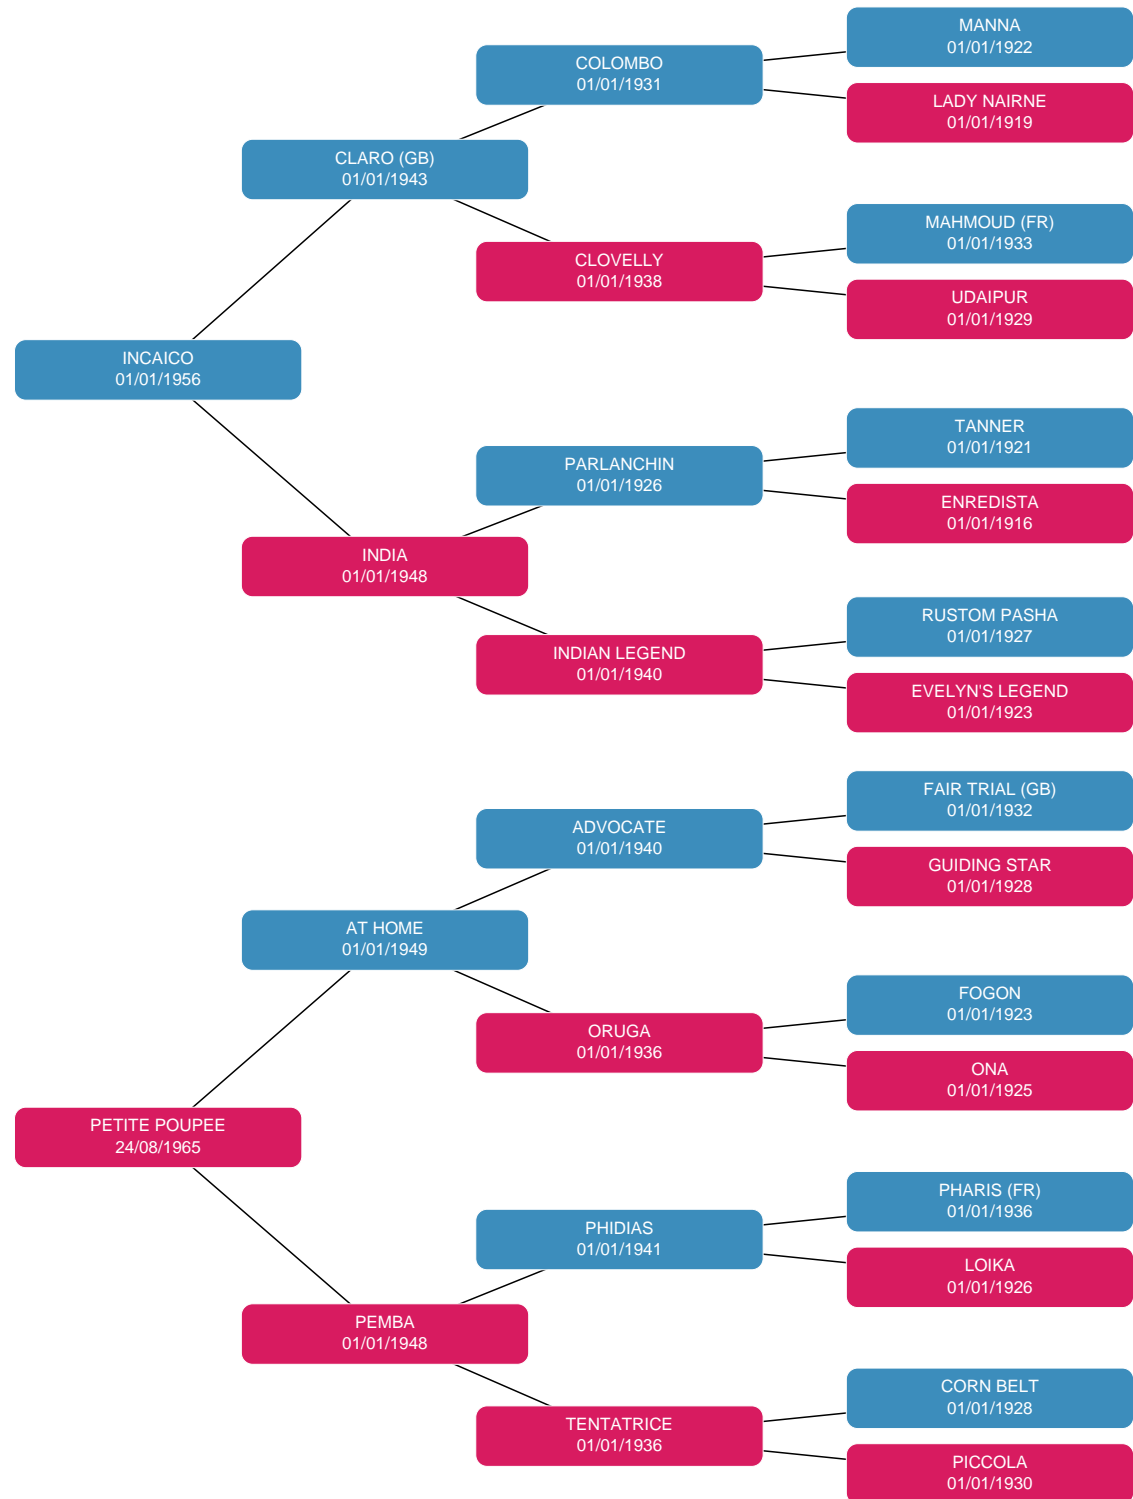 MANNA
01/01/1922
COLOMBO
01/01/1931
LADY NAIRNE
01/01/1919
CLARO (GB)
01/01/1943
MAHMOUD (FR)
01/01/1933
CLOVELLY
01/01/1938
UDAIPUR
01/01/1929
INCAICO
01/01/1956
TANNER
01/01/1921
PARLANCHIN
01/01/1926
ENREDISTA
01/01/1916
INDIA
01/01/1948
RUSTOM PASHA
01/01/1927
INDIAN LEGEND
01/01/1940
EVELYN'S LEGEND
01/01/1923
FAIR TRIAL (GB)
01/01/1932
ADVOCATE
01/01/1940
GUIDING STAR
01/01/1928
AT HOME
01/01/1949
FOGON
01/01/1923
ORUGA
01/01/1936
ONA
01/01/1925
PETITE POUPEE
24/08/1965
PHARIS (FR)
01/01/1936
PHIDIAS
01/01/1941
LOIKA
01/01/1926
PEMBA
01/01/1948
CORN BELT
01/01/1928
TENTATRICE
01/01/1936
PICCOLA
01/01/1930